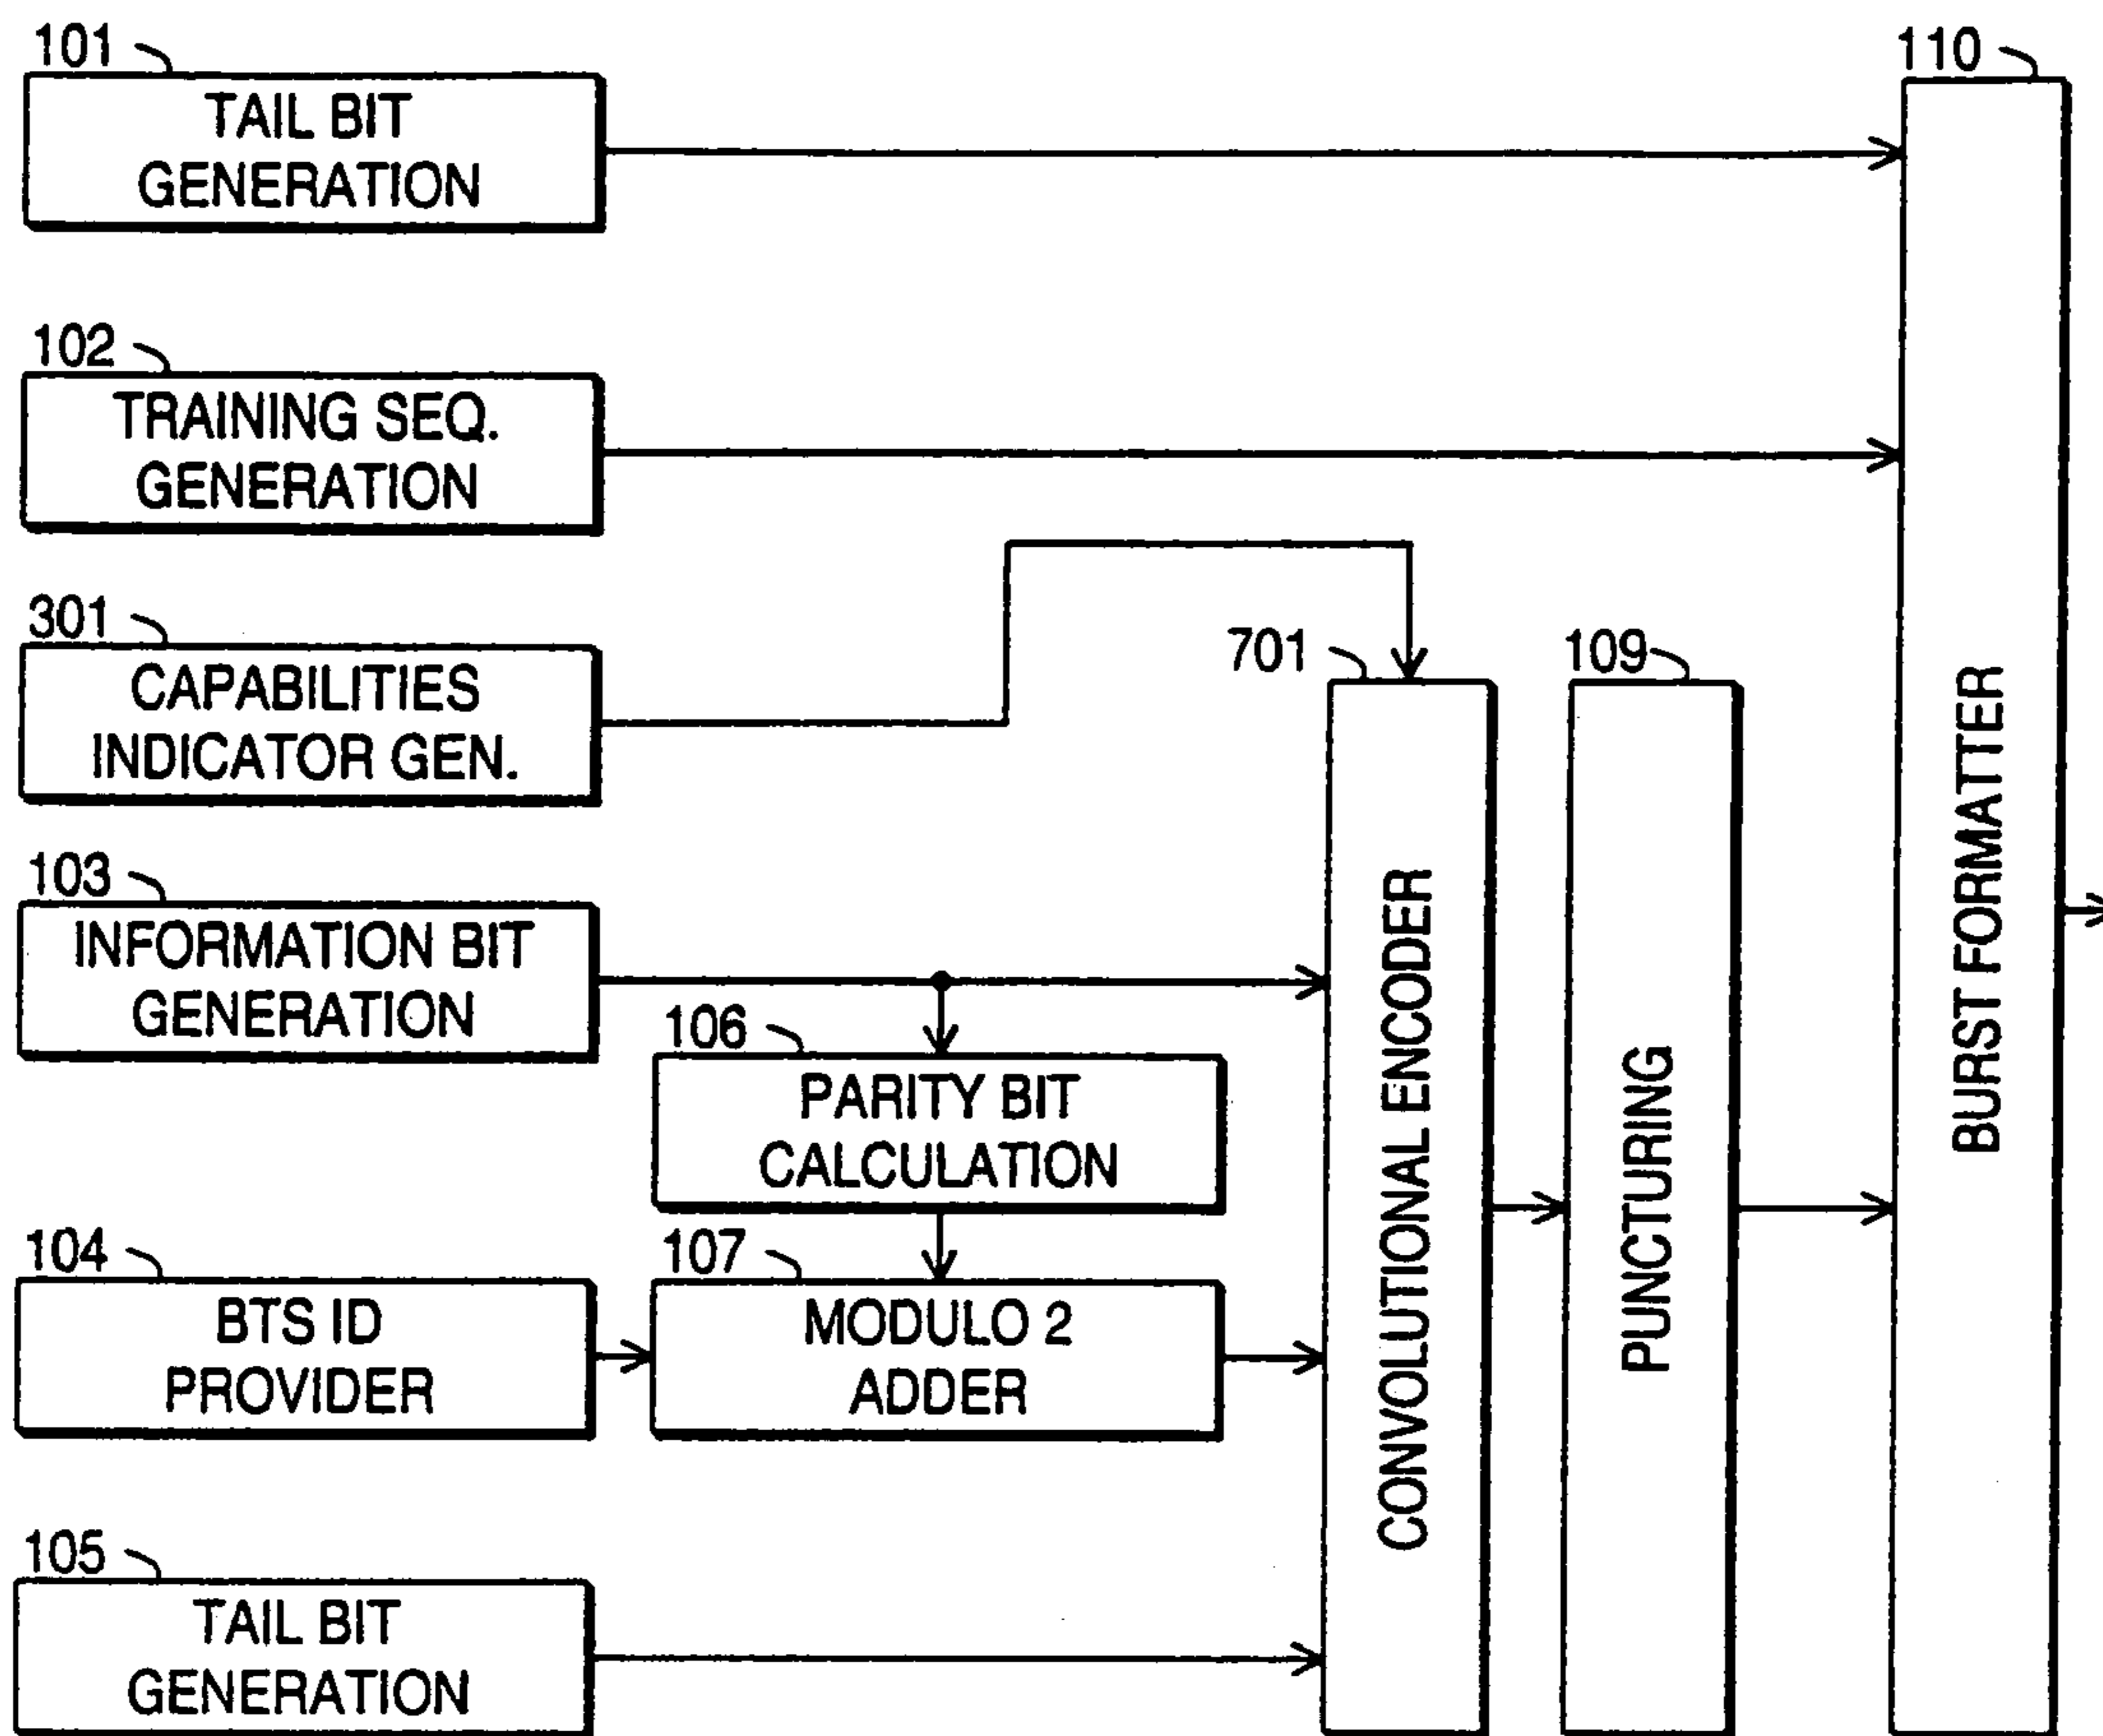 101
TAIL BIT
GENERATION
110
102
TRAINING SEQ.
GENERATION
301
CAPABILITIES
INDICATOR GEN.
701
109
103
INFORMATION BIT
GENERATION
106
PARITY BIT
CALCULATION
104
BTS ID
PROVIDER
107
MODULO 2
ADDER
105
TAIL BIT
GENERATION
CONVOLUTIONAL ENCODER
PUNCTURING
BURST FORMATTER